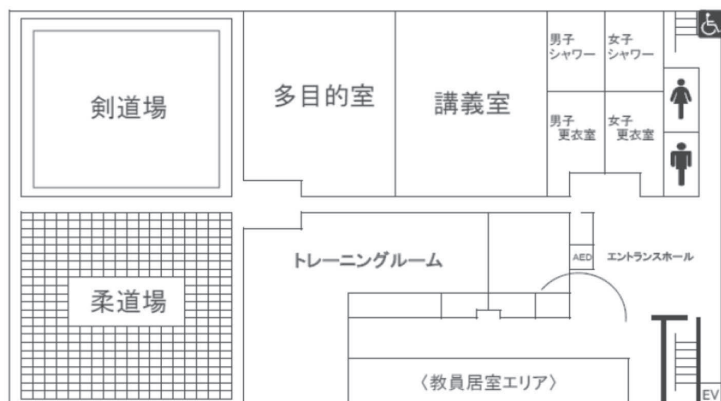 剣道場
多目的室
講義室
男子
シャワー
女子
シャワー
男子
更衣室
女子
更衣室
柔道場
トレーニングルーム
AED
エントランスホール
〈教員居室エリア〉
EV